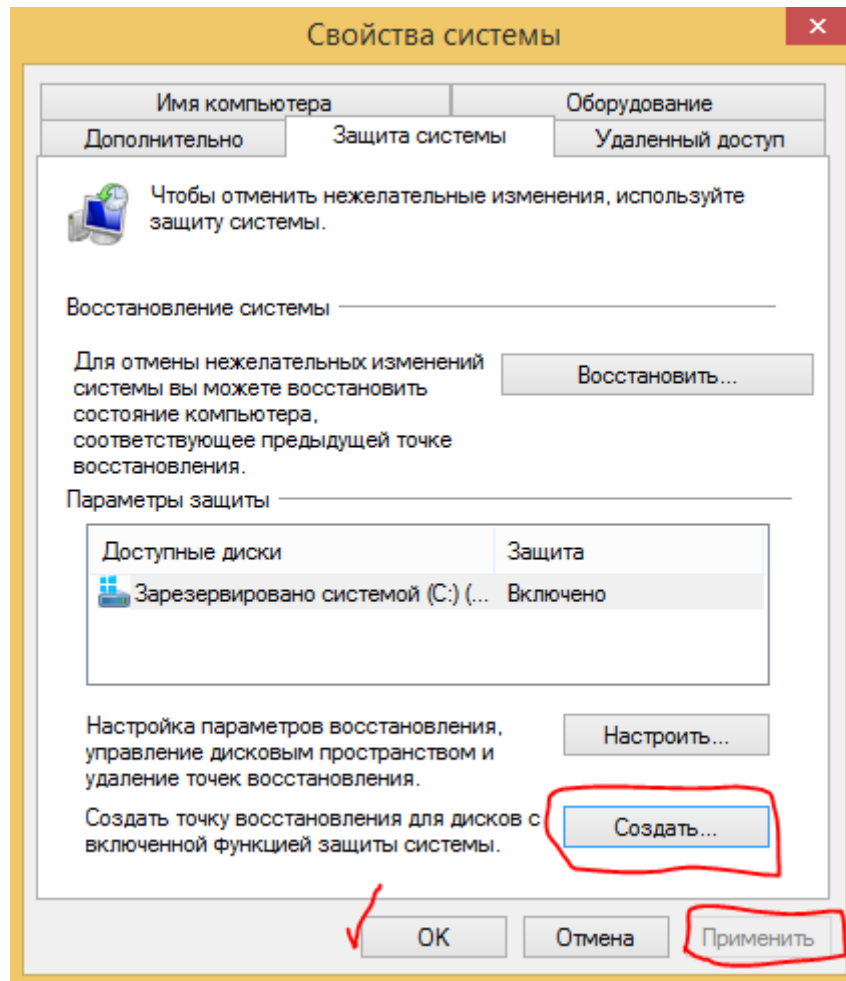 Свойства системы
Имя компьютера
Оборудование
Дополнительно
Защита системы
Удаленный доступ
Чтобы отменить нежелательные изменения, используйте
защиту системы.
Восстановление системы
Для отмены нежелательных изменений
системы вы можете восстановить
состояние компьютера,
соответствующее предыдущей точке
восстановления.
Восстановить...
Параметры защиты
Доступные диски
Защита
Зарезервировано системой (C:) (...
Включено
Настройка параметров восстановления,
управление дисковым пространством и
удаление точек восстановления.
Настроить...
Создать точку восстановления для дисков с
включенной функцией защиты системы.
Создать...
ОК
Отмена
Применить